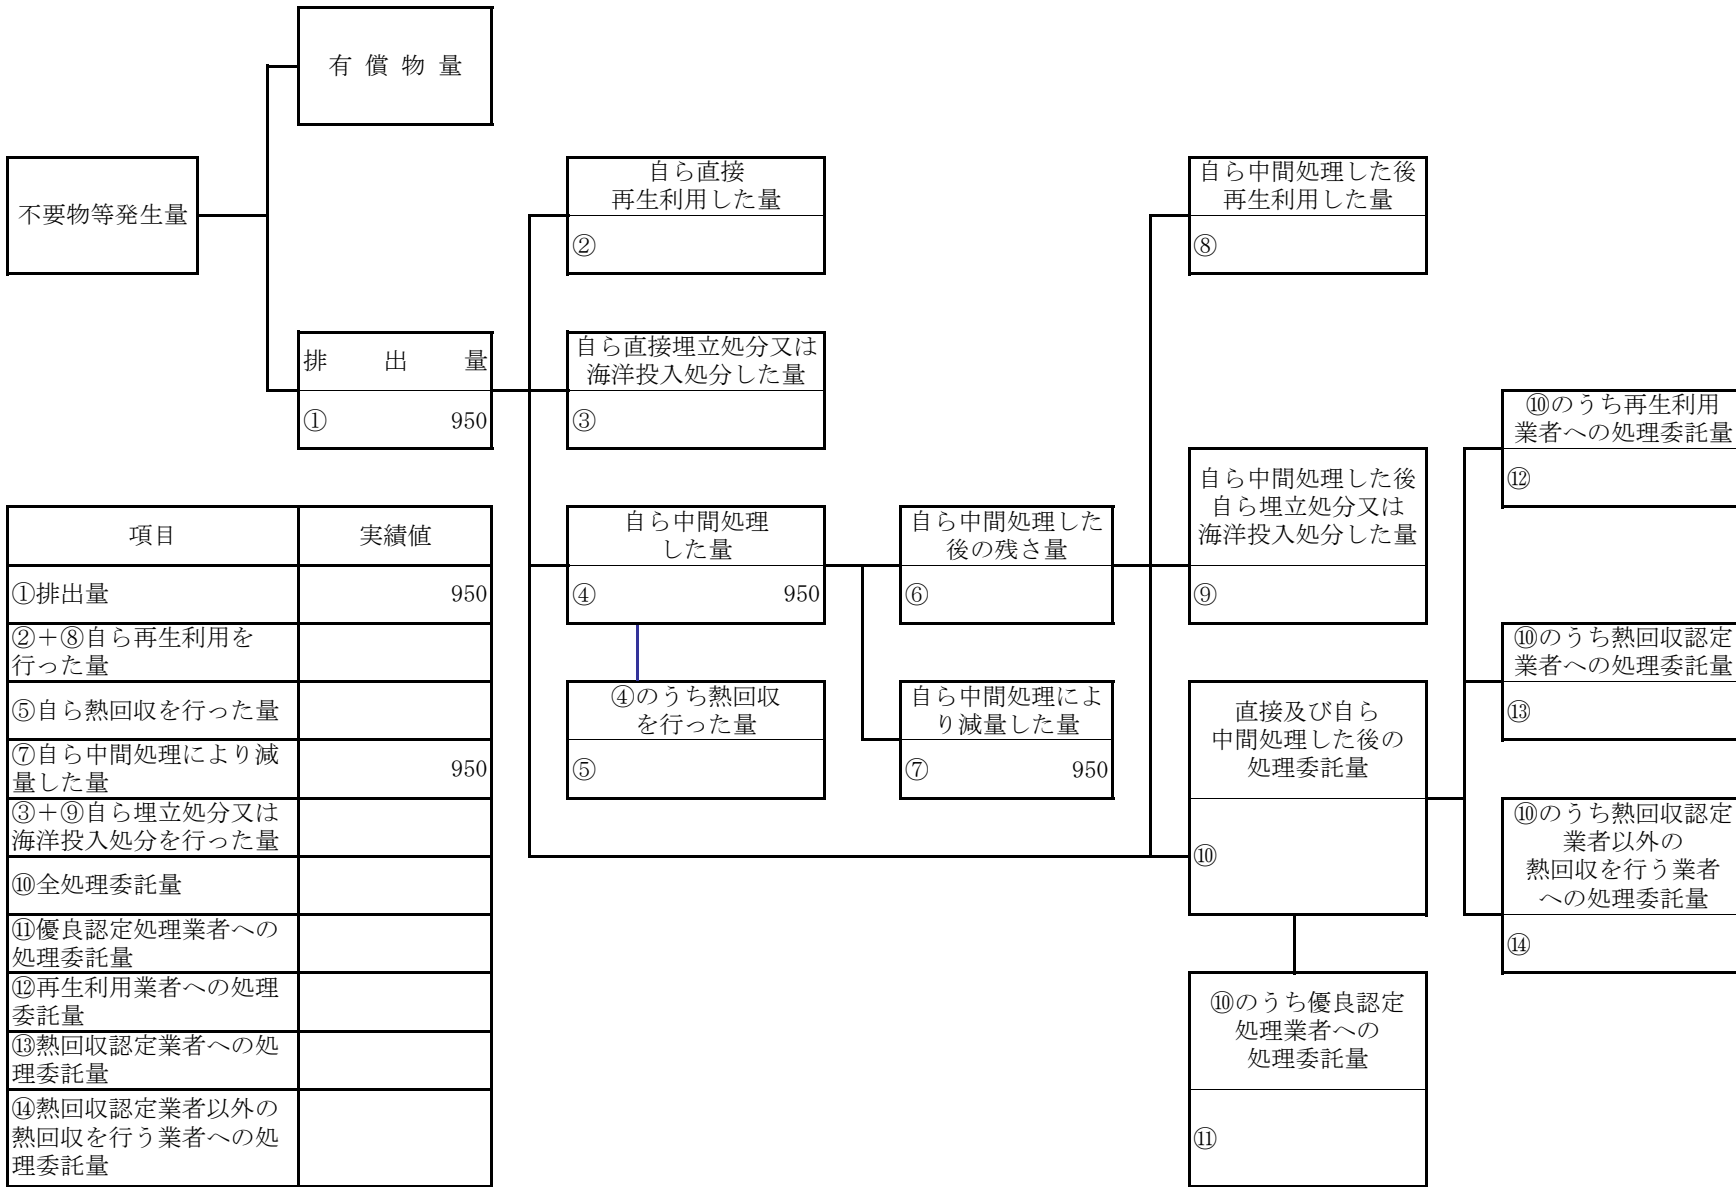 有 償 物 量
不要物等発生量
排 出 量
① 950
自ら直接
再生利用した量
②
自ら直接埋立処分又は
海洋投入処分した量
③
自ら中間処理
した量
④ 950
④のうち熱回収
を行った量
⑤
自ら中間処理した
後の残さ量
⑥
自ら中間処理によ
り減量した量
⑦ 950
自ら中間処理した後
再生利用した量
⑧
自ら中間処理した後
自ら埋立処分又は
海洋投入処分した量
⑨
直接及び自ら
中間処理した後の
処理委託量
⑩
⑩のうち優良認定
処理業者への
処理委託量
⑪
⑩のうち再生利用
業者への処理委託量
⑫
⑩のうち熱回収認定
業者への処理委託量
⑬
⑩のうち熱回収認定
業者以外の
熱回収を行う業者
への処理委託量
⑭
項目 実績値
①排出量 950
②+⑧自ら再生利用を
行った量
⑤自ら熱回収を行った量
⑦自ら中間処理により減
量した量 950
③+⑨自ら埋立処分又は
海洋投入処分を行った量
⑩全処理委託量
⑪優良認定処理業者への
処理委託量
⑫再生利用業者への処理
委託量
⑬熱回収認定業者への処
理委託量
⑭熱回収認定業者以外の
熱回収を行う業者への処
理委託量